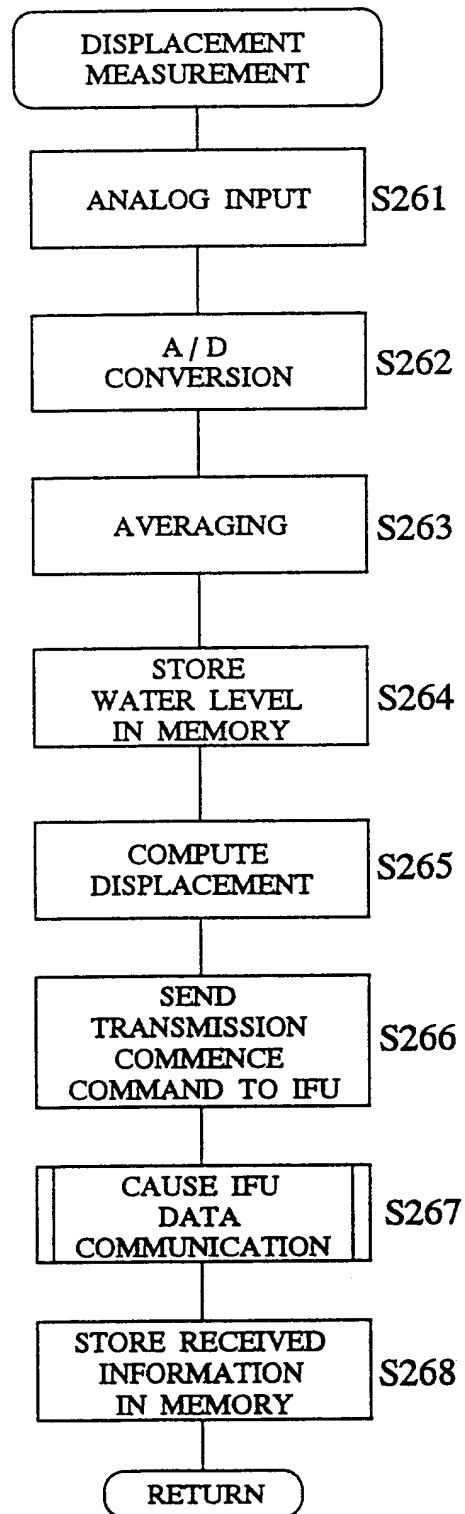 DISPLACEMENT
MEASUREMENT
ANALOG INPUT
S261
A / D
CONVERSION
S262
AVERAGING
S263
STORE
WATER LEVEL
IN MEMORY
S264
COMPUTE
DISPLACEMENT
S265
SEND
TRANSMISSION
COMMENCE
COMMAND TO IFU
S266
CAUSE IFU
DATA
COMMUNICATION
S267
STORE RECEIVED
INFORMATION
IN MEMORY
S268
RETURN